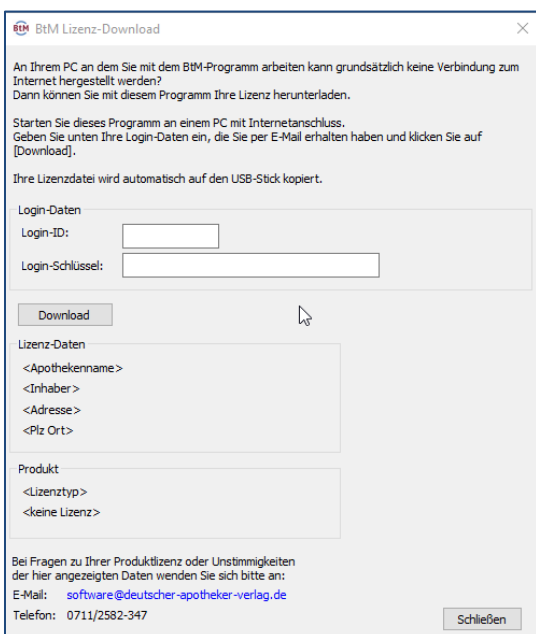 BtM BtM Lizenz-Download
An Ihrem PC an dem Sie mit dem BtM-Programm arbeiten kann grundsätzlich keine Verbindung zum
Internet hergestellt werden?
Dann können Sie mit diesem Programm Ihre Lizenz herunterladen.
Starten Sie dieses Programm an einem PC mit Internetanschluss.
Geben Sie unten Ihre Login-Daten ein, die Sie per E-Mail erhalten haben und klicken Sie auf
[Download].
Ihre Lizenzdatei wird automatisch auf den USB-Stick kopiert.
Login-Daten
Login-ID:
Login-Schlüssel:
Download
Lizenz-Daten
<Apothekenname>
<Inhaber>
<Adresse>
<Plz Ort>
Produkt
<Lizenztyp>
<keine Lizenz>
Bei Fragen zu Ihrer Produktlizenz oder Unstimmigkeiten
der hier angezeigten Daten wenden Sie sich bitte an:
E-Mail: software@deutscher-apotheker-verlag.de
Telefon: 0711/2582-347
Schließen